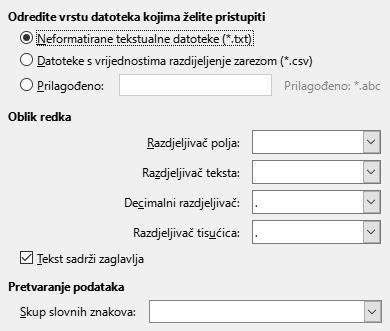 Odredite vrstu datoteka kojima želite pristupiti
Neformatirane tekstualne datoteke (*.txt)
Datoteke s vrijednostima razdijeljenje zarezom (*.csv)
Prilagođeno: Prilagođeno: *.abc
Oblik redka
Razdjeljivač polja:
Razdjeljivač teksta:
Decimalni razdjeljivač: .
Razdjeljivač tisućica: .
Tekst sadrži zaglavlja
Pretvaranje podataka
Skup slovnih znakova: